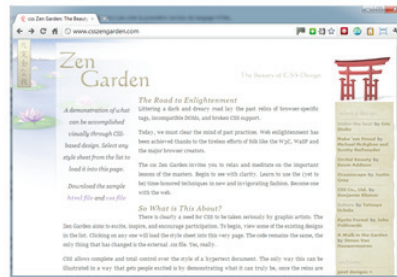 css Zen Garden: The Beauty
www.csszengarden.com
Zen
Garden
The Beauty of CSS Design
A demonstration of what
can be accomplished
visually through CSS-
based design. Select any
style sheet from the list to
load it into this page.
Download the sample
html file and css file
The Road to Enlightenment
Littering a dark and dreary road lay the past relics of browser-specific
tags, incompatible DOMs, and broken CSS support.
Today, we must clear the mind of past practices. Web enlightenment has
been achieved thanks to the tireless efforts of folk like the W3C, WaSP and
the major browser creators.
The css Zen Garden invites you to relax and meditate on the important
lessons of the masters. Begin to see with clarity. Learn to use the (yet to
be) time-honored techniques in new and invigorating fashion. Become one
with the web.
So What is This About?
There is clearly a need for CSS to be taken seriously by graphic artists. The
Zen Garden aims to excite, inspire, and encourage participation. To begin, view some of the existing designs
in the list. Clicking on any one will load the style sheet into this very page. The code remains the same, the
only thing that has changed is the external .css file. Yes, really.
CSS allows complete and total control over the style of a hypertext document. The only way this can be
illustrated in a way that gets people excited is by demonstrating what it can truly be, once the reins are